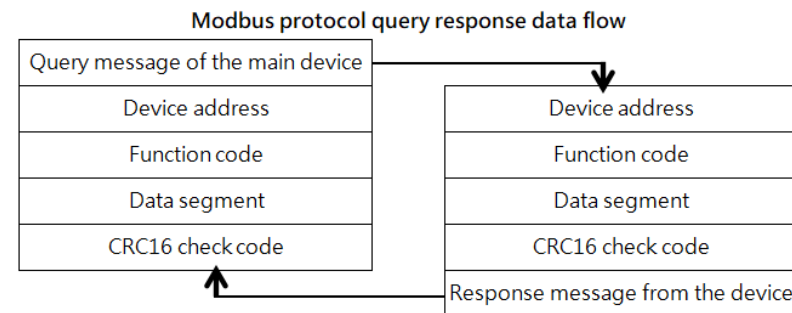 Modbus protocol query response data flow
Query message of the main device
Device address
Function code
Data segment
CRC16 check code
Device address
Function code
Data segment
CRC16 check code
Response message from the device